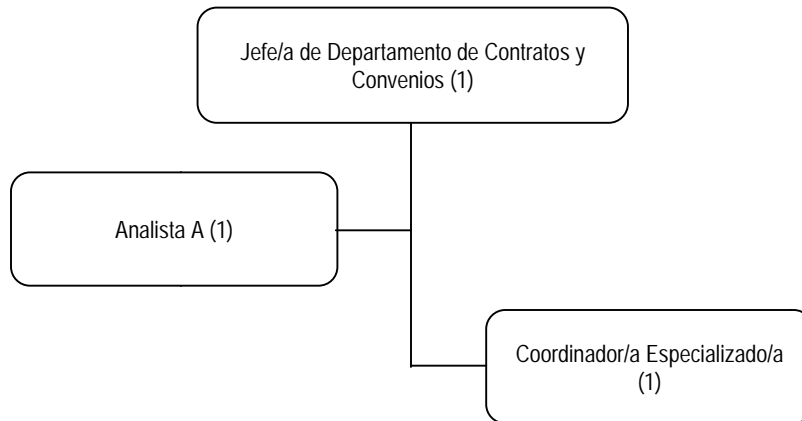 Jefe/a de Departamento de Contratos y
Convenios (1)
Analista A (1)
Coordinador/a Especializado/a
(1)